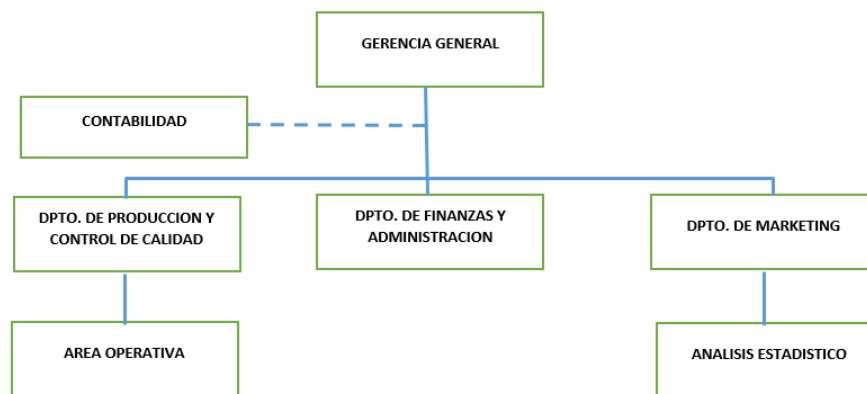 GERENCIA GENERAL
CONTABILIDAD
DPTO. DE PRODUCCION Y
CONTROL DE CALIDAD
DPTO. DE FINANZAS Y
ADMINISTRACION
DPTO. DE MARKETING
AREA OPERATIVA
ANALISIS ESTADISTICO